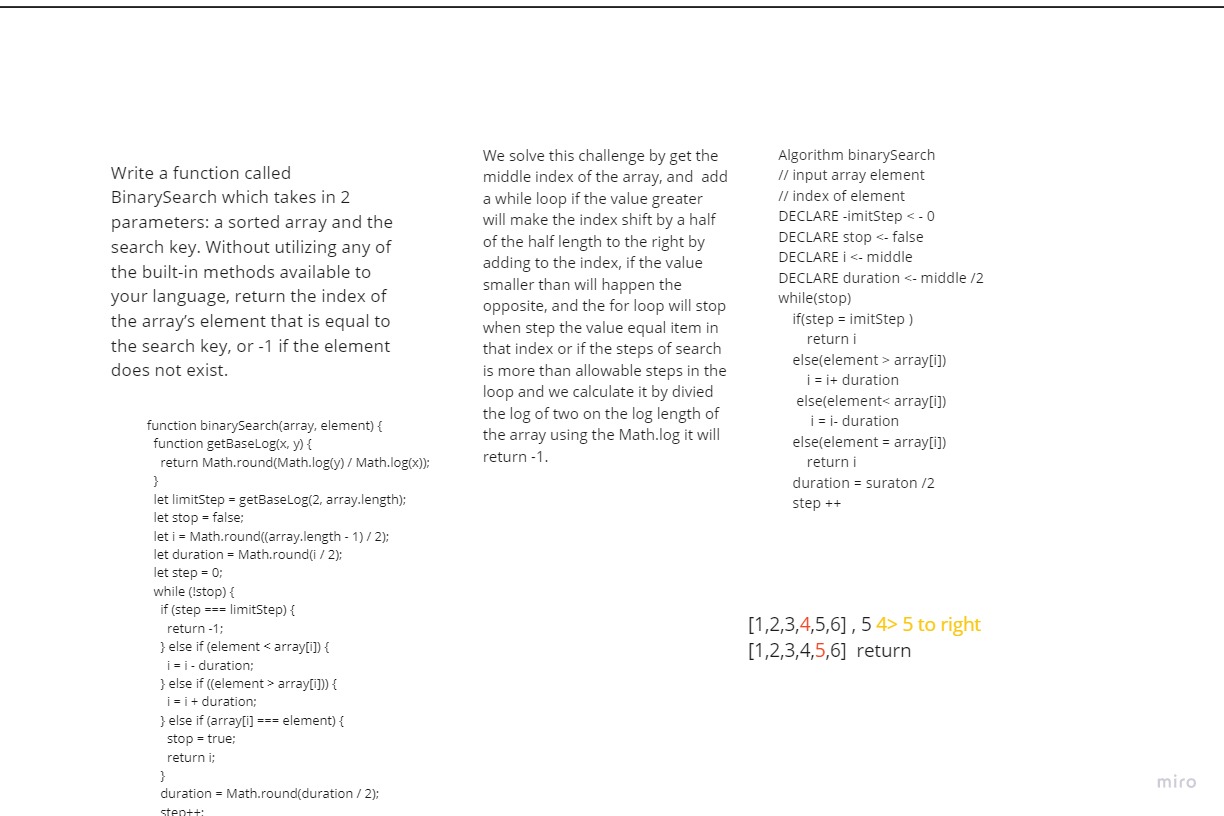 Write a function called
BinarySearch which takes in 2
parameters: a sorted array and the
search key. Without utilizing any of
the built-in methods available to
your language, return the index of
the array’s element that is equal to
the search key, or -1 if the element
does not exist.
function binarySearch(array, element) {
function getBaseLog(x, y) {
return Math.round(Math.log(y) / Math.log(x));
}
let limitStep = getBaseLog(2, array.length);
let stop = false;
let i = Math.round((array.length - 1) / 2);
let duration = Math.round(i / 2);
let step = 0;
while (!stop) {
if (step === limitStep) {
return -1;
} else if (element < array[i]) {
i = i - duration;
} else if ((element > array[i])) {
i = i + duration;
} else if (array[i] === element) {
stop = true;
return i;
}
duration = Math.round(duration / 2);
step++;
We solve this challenge by get the
middle index of the array, and  add
a while loop if the value greater
will make the index shift by a half
of the half length to the right by
adding to the index, if the value
smaller than will happen the
opposite, and the for loop will stop
when step the value equal item in
that index or if the steps of search
is more than allowable steps in the
loop and we calculate it by divied
the log of two on the log length of
the array using the Math.log it will
return -1.
Algorithm binarySearch
// input array element
// index of element
DECLARE -imitStep < - 0
DECLARE stop <- false
DECLARE i <- middle
DECLARE duration <- middle /2
while(stop)
if(step = imitStep )
return i
else(element > array[i])
i = i+ duration
else(element< array[i])
i = i- duration
else(element = array[i])
return i
duration = suraton /2
step ++
[1,2,3,4,5,6] , 5 4> 5 to right
[1,2,3,4,5,6]  return
miro